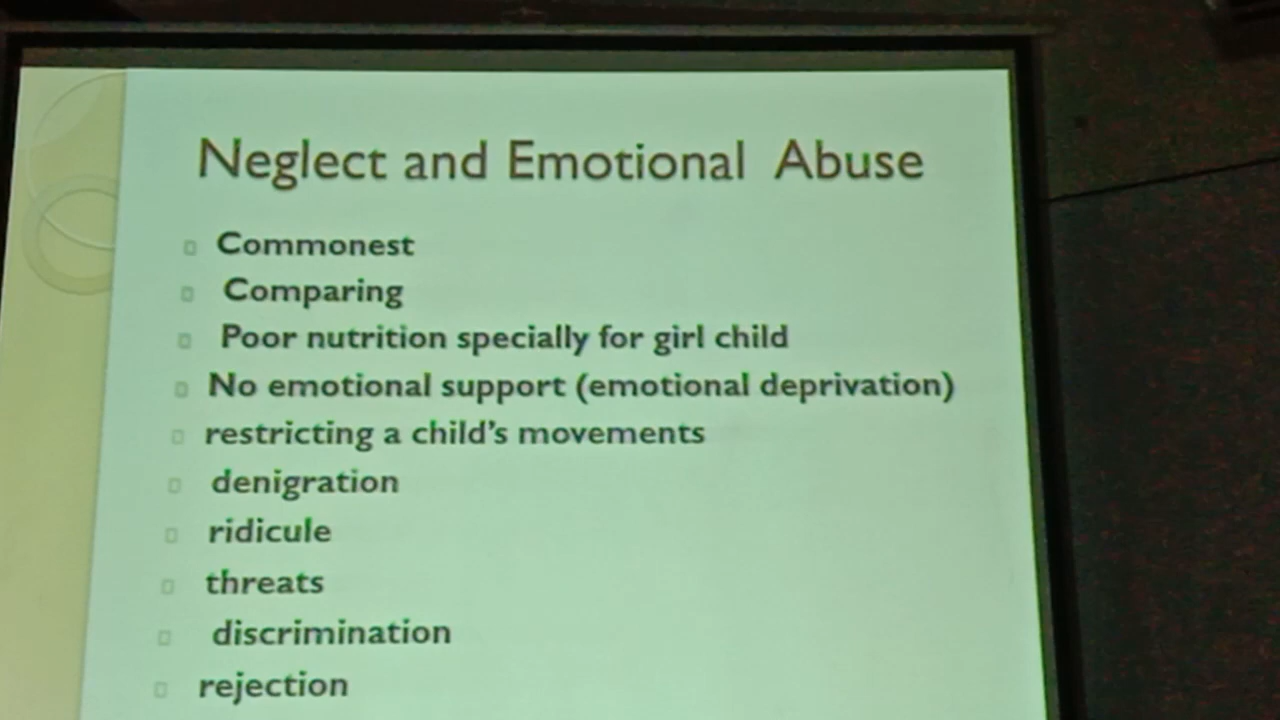 Neglect and Emotional Abuse
Commonest
Comparing
Poor nutrition specially for girl child
No emotional support (emotional deprivation)
restricting a child's movements
denigration
ridicule
threats
discrimination
rejection